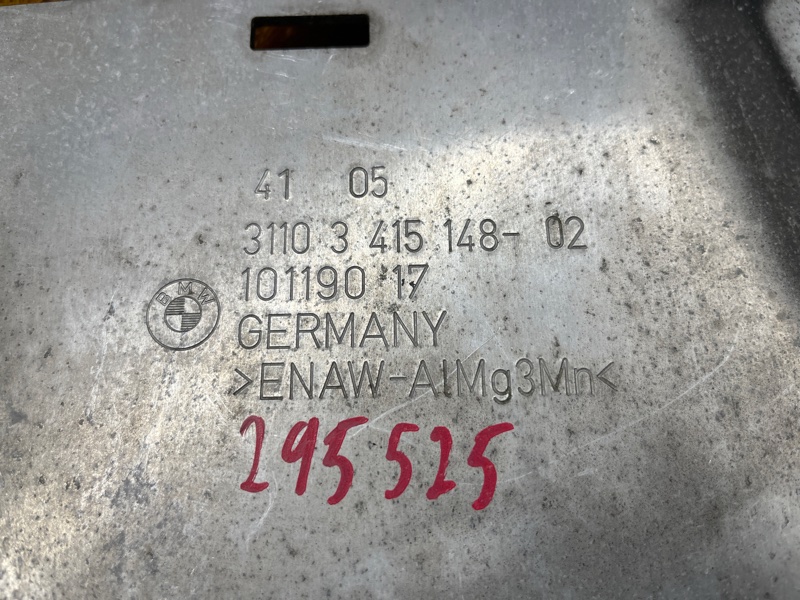 41 05
3110 3 415 148- 02
101190 17
BMW
GERMANY
>ENAW-AlMg3Mn<
295525